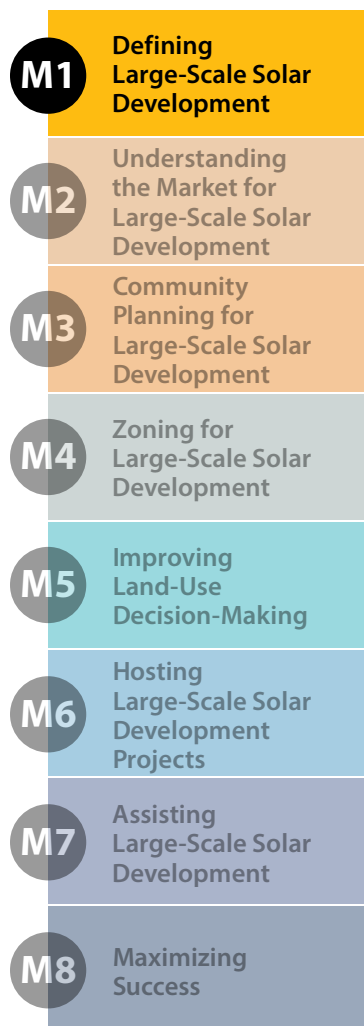 M1
Defining
Large-Scale Solar
Development
M2
Understanding
the Market for
Large-Scale Solar
Development
M3
Community
Planning for
Large-Scale Solar
Development
M4
Zoning for
Large-Scale Solar
Development
M5
Improving
Land-Use
Decision-Making
M6
Hosting
Large-Scale Solar
Development
Projects
M7
Assisting
Large-Scale Solar
Development
M8
Maximizing
Success